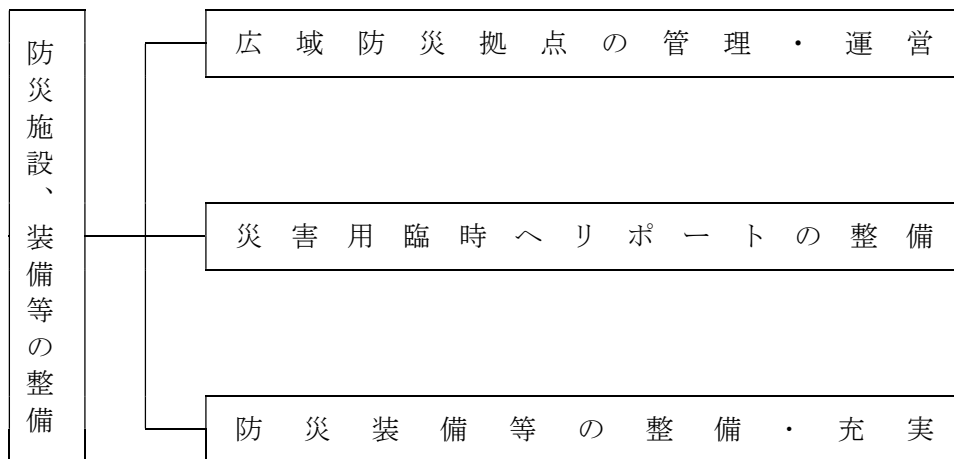 防災施設、装備等の整備
広域防災拠点の管理・運営
災害用臨時ヘリポートの整備
防災装備等の整備・充実